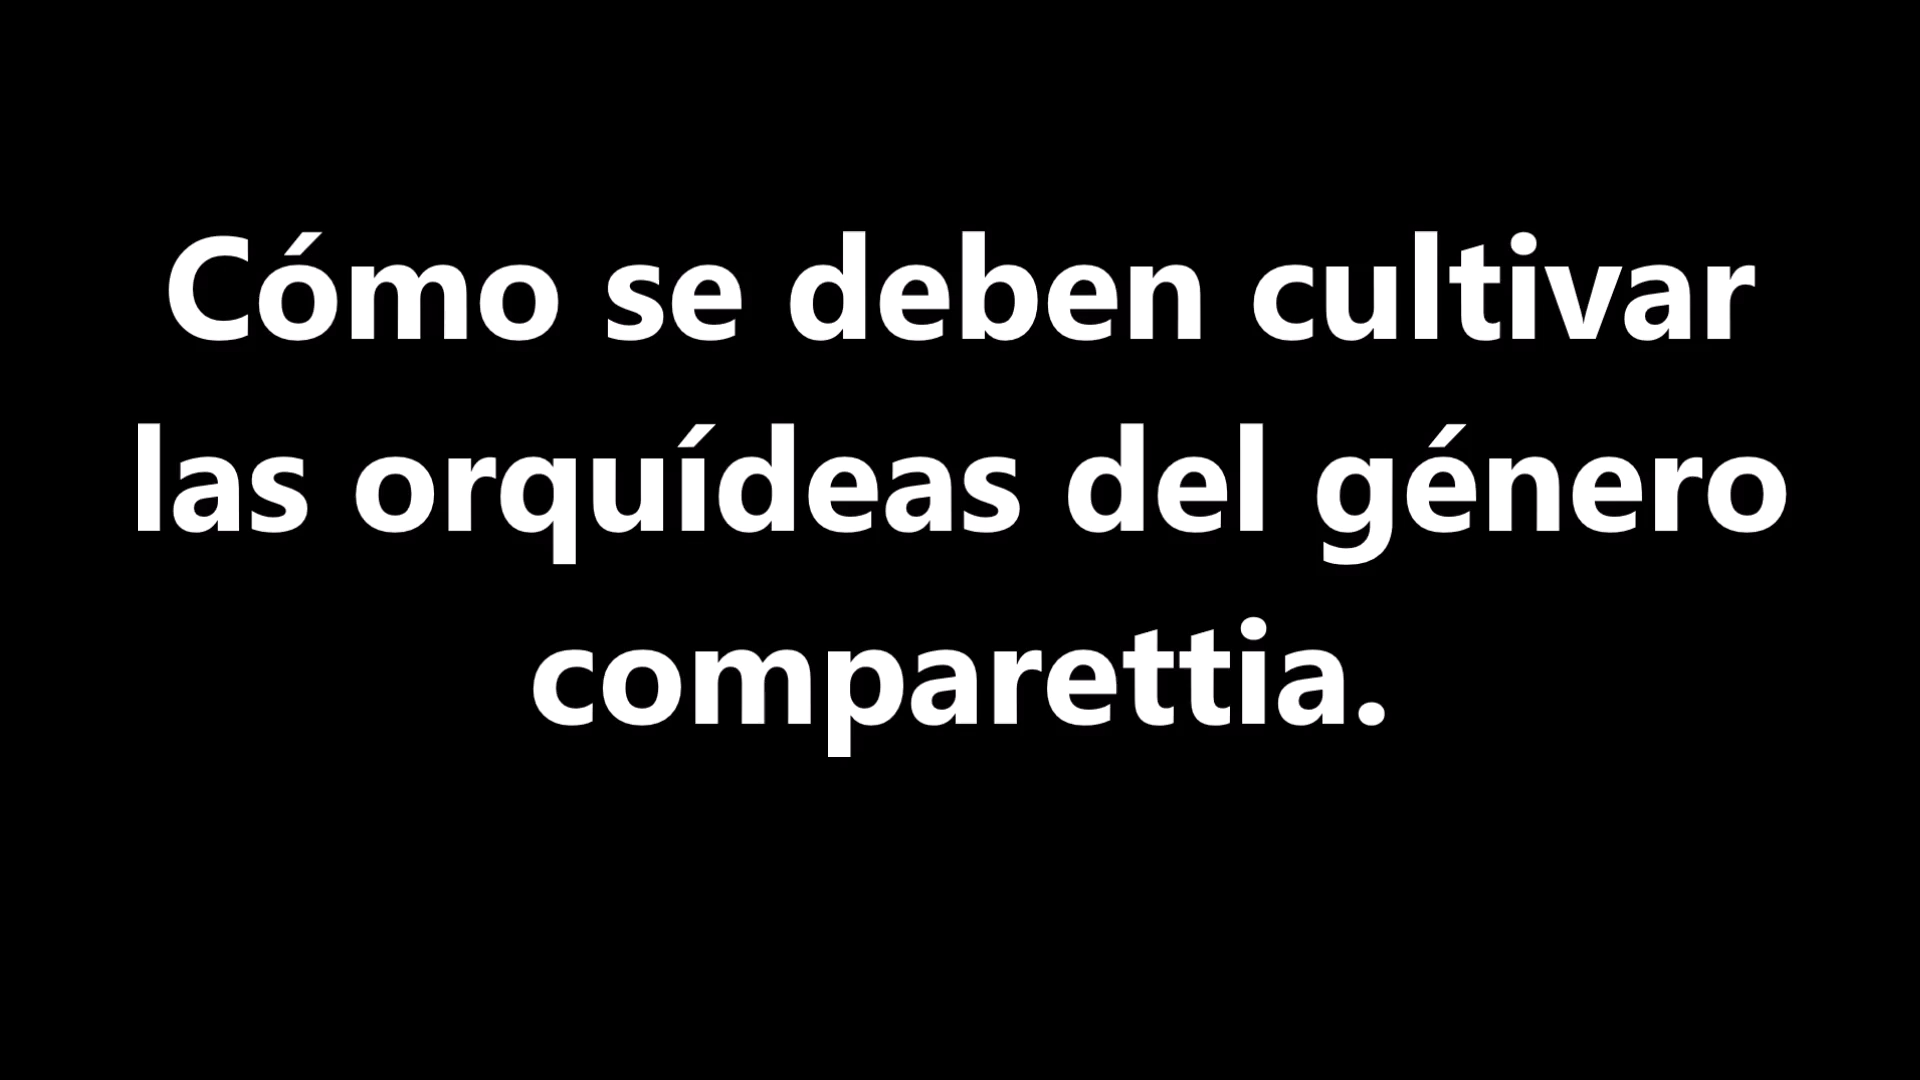 Cómo se deben cultivar
las orquídeas del género
comparettia.